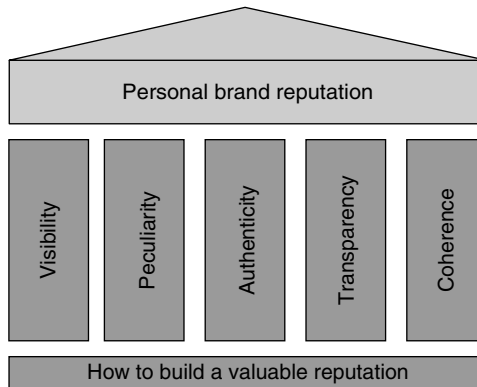 Personal brand reputation
Visibility
Peculiarity
Authenticity
Transparency
Coherence
How to build a valuable reputation